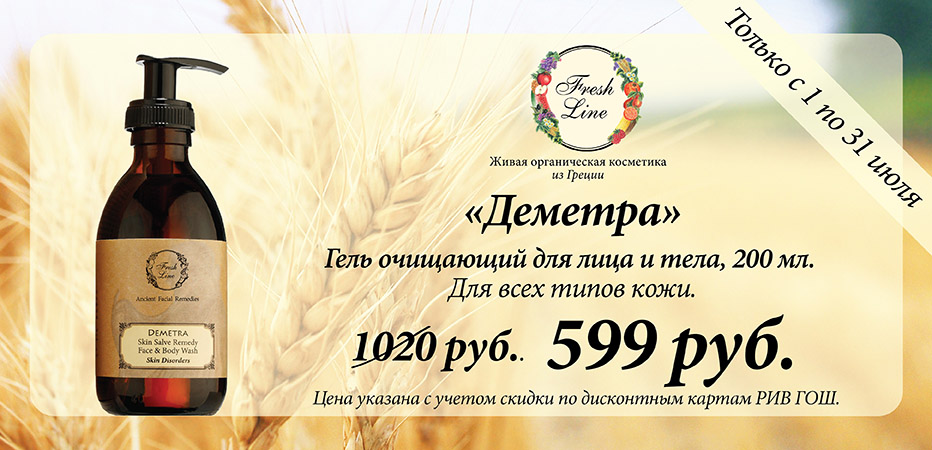 Только с 1 по 31 июля
Fresh
Line
Живая органическая косметика
из Греции
«Деметра»
Гель очищающий для лица и тела, 200 мл.
Для всех типов кожи.
1020 руб.. 599 руб.
Цена указана с учетом скидки по дисконтным картам РИВ ГОШ.
Fresh
Line
Ancient Facial Remedies
DEMETRA
Skin Salve Remedy
Face & Body Wash
Skin Disorders